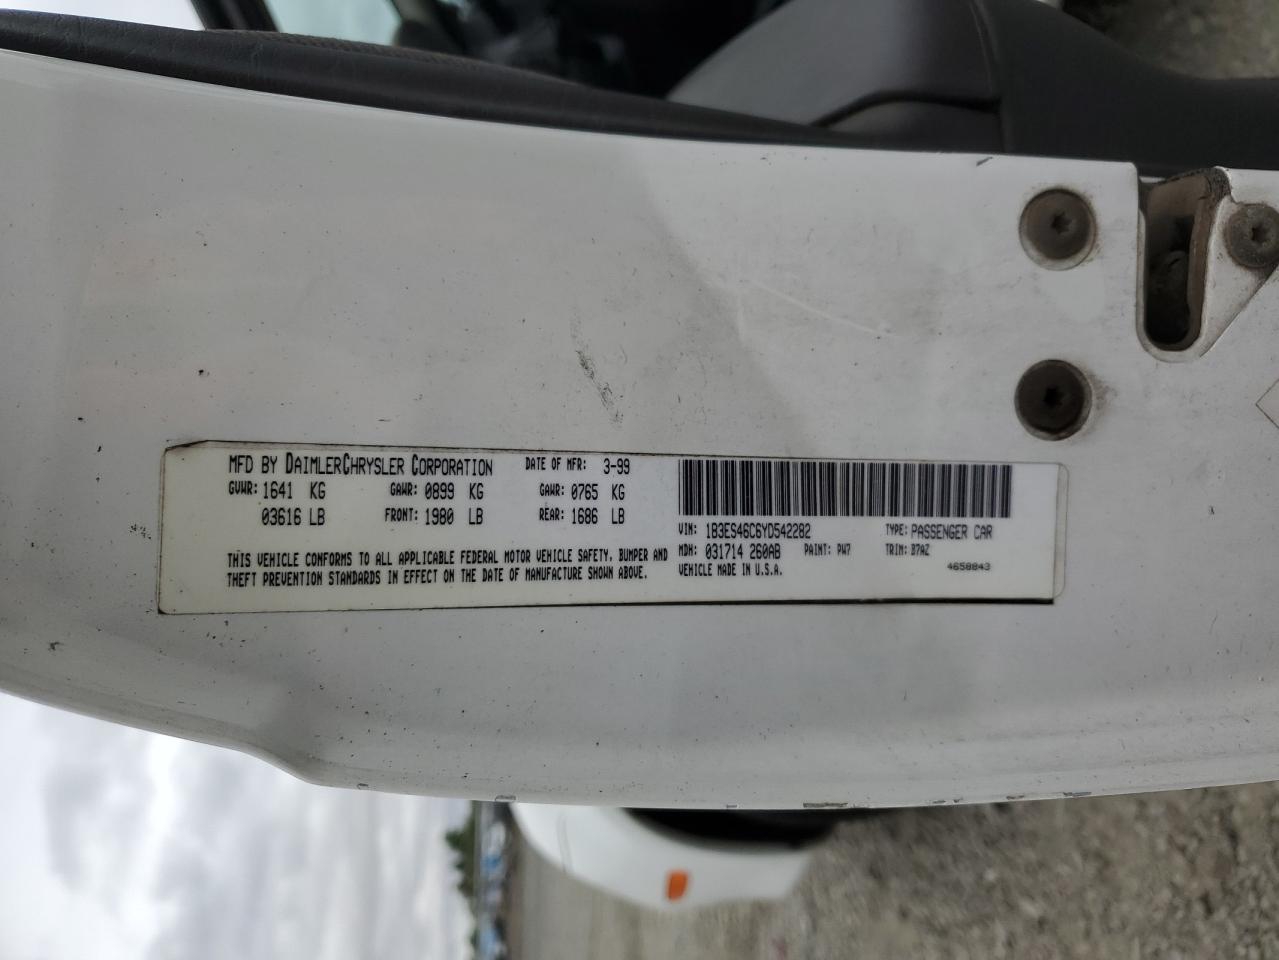 MFD BY DAIMLERCHRYSLER CORPORATION DATE OF MFR: 3-99
GVWR: 1641 KG GAWR: 0899 KG GAWR: 0765 KG
03616 LB FRONT: 1980 LB REAR: 1686 LB
THIS VEHICLE CONFORMS TO ALL APPLICABLE FEDERAL MOTOR VEHICLE SAFETY, BUMPER AND
THEFT PREVENTION STANDARDS IN EFFECT ON THE DATE OF MANUFACTURE SHOWN ABOVE.
VIN: 1B3ES46C6YD542282 TYPE: PASSENGER CAR
MDH: 031714 260AB PAINT: PW7 TRIM: B7AZ
VEHICLE MADE IN U.S.A. 4658843